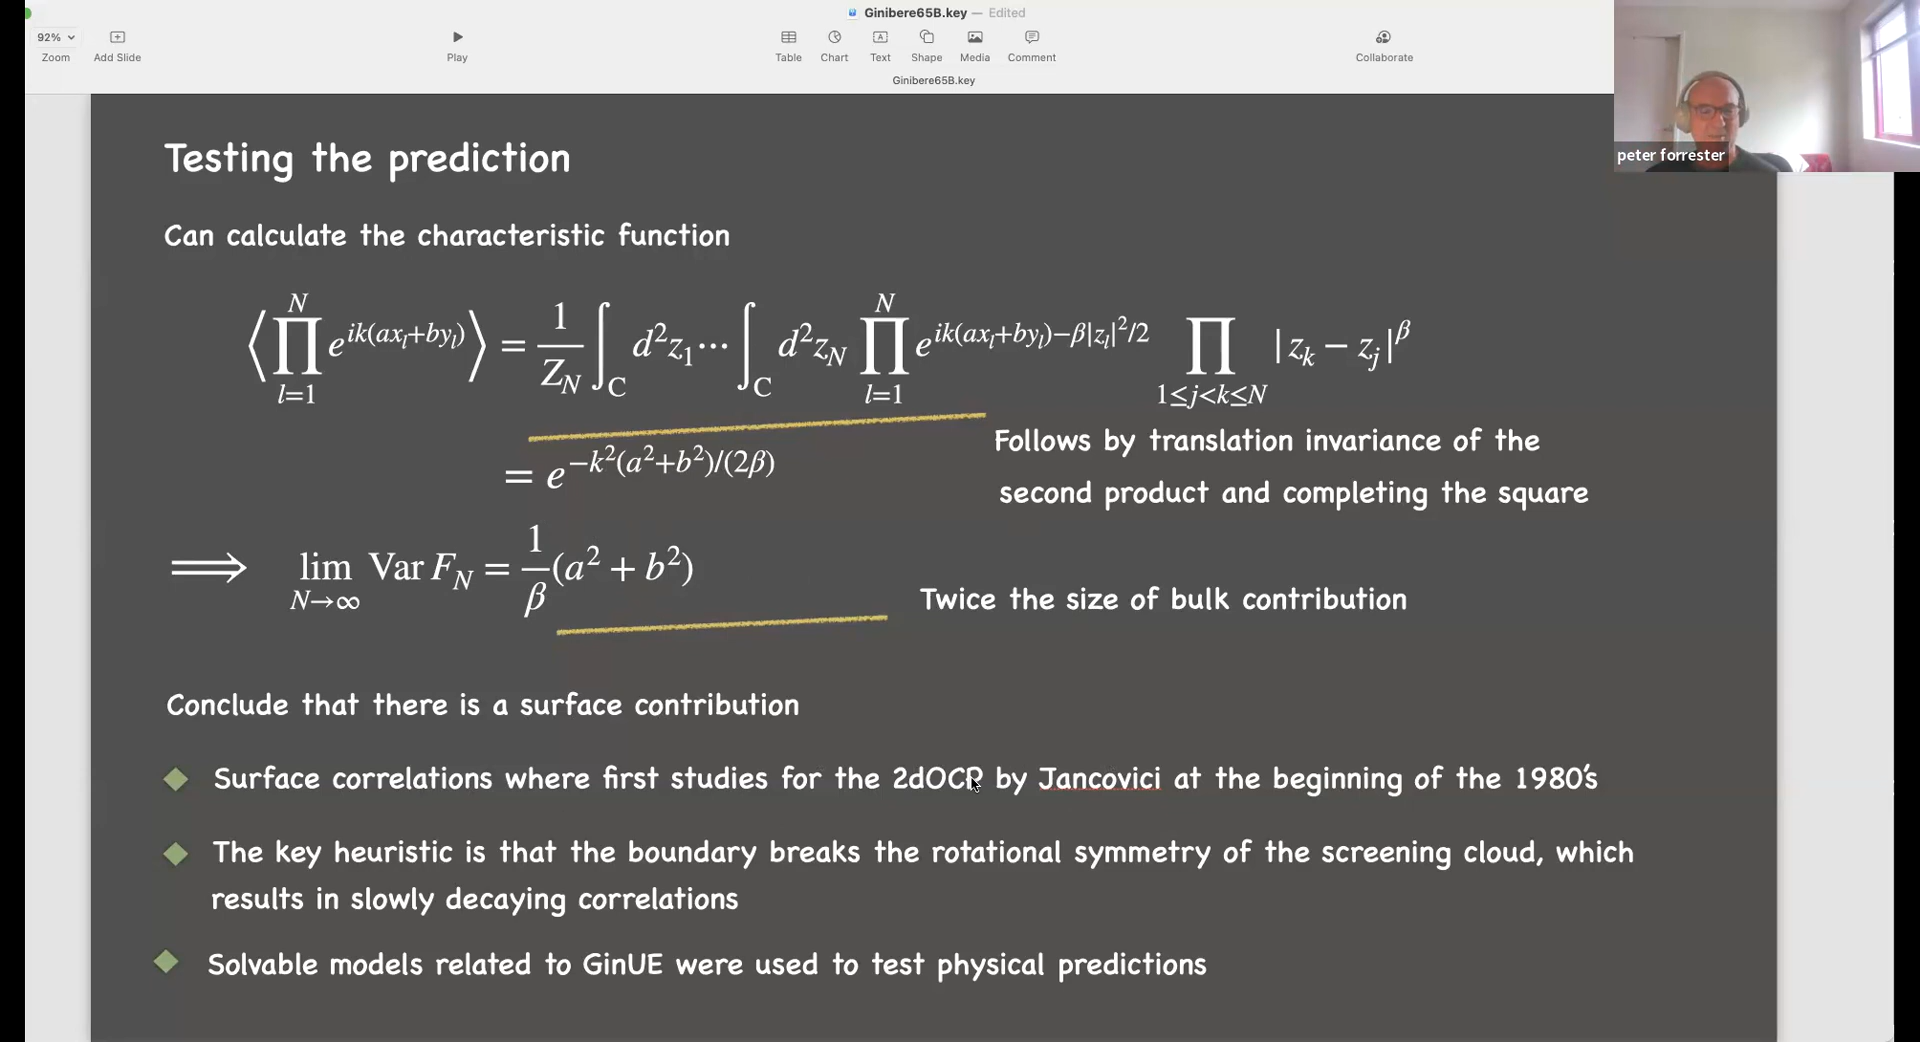 Ginibere65B.key — Edited
92%
Zoom
Add Slide
Play
Table
Chart
Text
Shape
Media
Comment
Collaborate
Ginibere65B.key
peter forrester
Testing the prediction
Can calculate the characteristic function
⟨∏_{l=1}^{N} e^{ik(ax_l+by_l)}⟩ = \frac{1}{Z_N} ∫_C d²z_1 ⋯ ∫_C d²z_N ∏_{l=1}^{N} e^{ik(ax_l+by_l)−β|z_l|²/2} ∏_{1≤j<k≤N} |z_k − z_j|^β
= e^{−k²(a²+b²)/(2β)}
Follows by translation invariance of the
second product and completing the square
⟹ lim_{N→∞} Var F_N = \frac{1}{β}(a² + b²)
Twice the size of bulk contribution
Conclude that there is a surface contribution
Surface correlations where first studies for the 2dOCP by Jancovici at the beginning of the 1980's
The key heuristic is that the boundary breaks the rotational symmetry of the screening cloud, which
results in slowly decaying correlations
Solvable models related to GinUE were used to test physical predictions